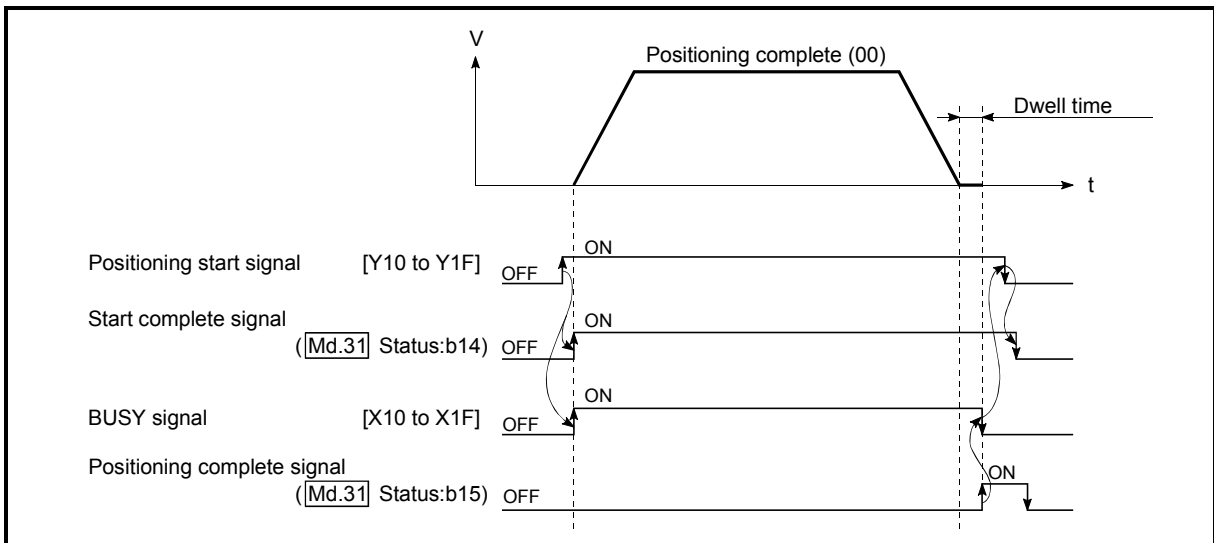 V
Positioning complete (00)
Dwell time
t
ON
Positioning start signal [Y10 to Y1F] OFF
Start complete signal
ON
(Md.31 Status:b14) OFF
ON
BUSY signal [X10 to X1F] OFF
Positioning complete signal
ON
(Md.31 Status:b15) OFF